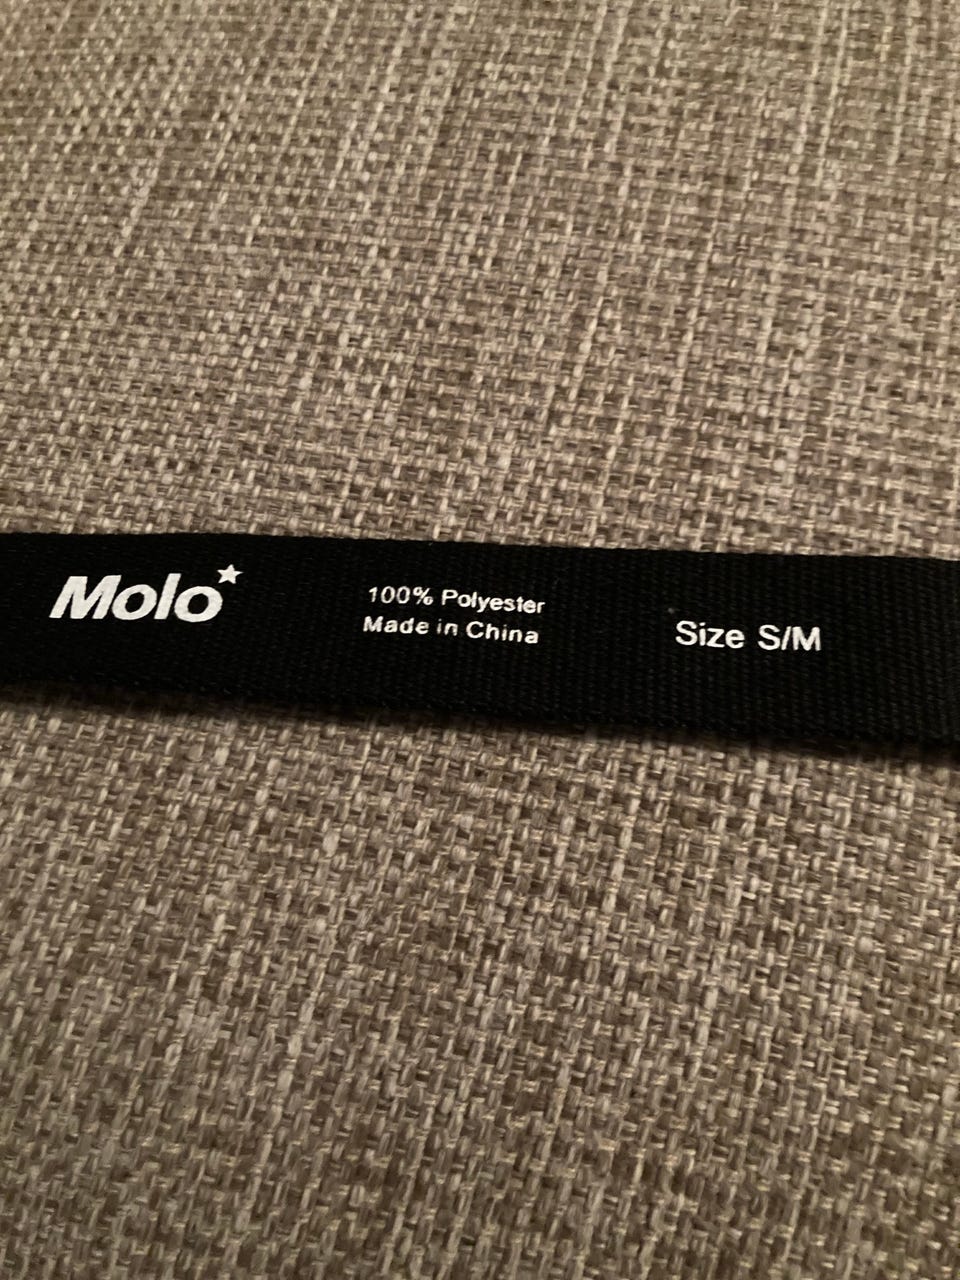 Molo
100% Polyester
Made in China
Size S/M